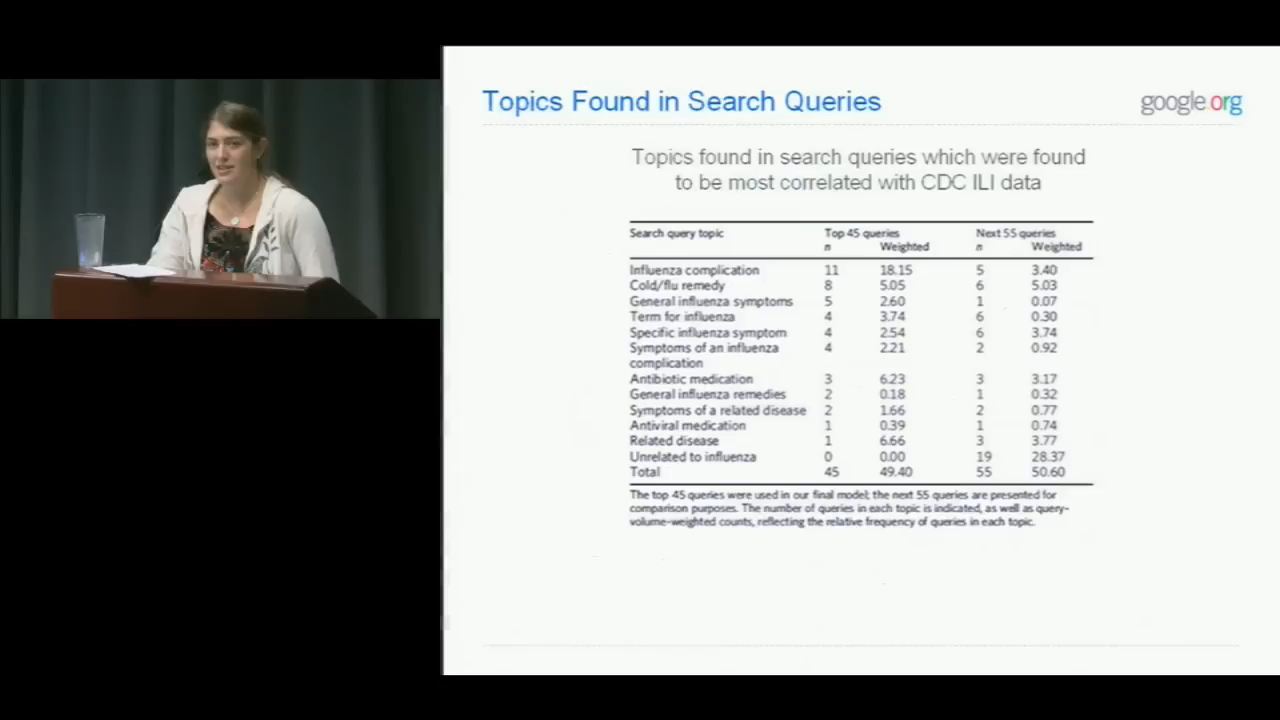 Topics Found in Search Queries
google.org
Topics found in search queries which were found
to be most correlated with CDC ILI data
Search query topic Top 45 queries Next 55 queries
n Weighted n Weighted
Influenza complication 11 18.15 5 3.40
Cold/flu remedy 8 5.05 6 5.03
General influenza symptoms 5 2.60 1 0.07
Term for influenza 4 3.74 6 0.30
Specific influenza symptom 4 2.54 6 3.74
Symptoms of an influenza 4 2.21 2 0.92
complication
Antibiotic medication 3 6.23 3 3.17
General influenza remedies 2 0.18 1 0.32
Symptoms of a related disease 2 1.66 2 0.77
Antiviral medication 1 0.39 1 0.74
Related disease 1 6.66 3 3.77
Unrelated to influenza 0 0.00 19 28.37
Total 45 49.40 55 50.60
The top 45 queries were used in our final model; the next 55 queries are presented for
comparison purposes. The number of queries in each topic is indicated, as well as query-
volume-weighted counts, reflecting the relative frequency of queries in each topic.